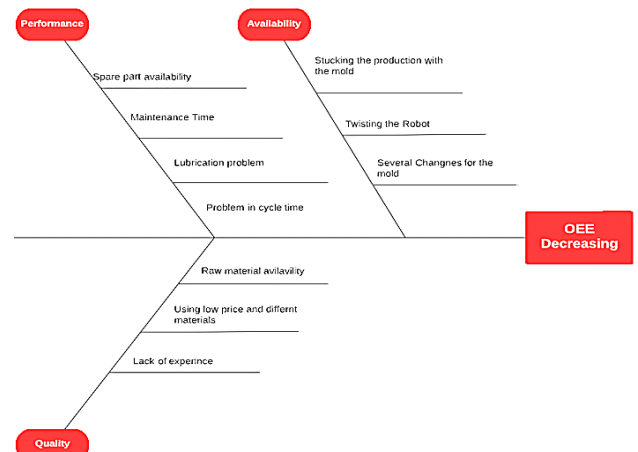 Performance
Availability
Stucking the production with
the mold
Spare part availability
Maintenance Time
Twisting the Robot
Lubrication problem
Several Changnes for the
mold
Problem in cycle time
OEE
Decreasing
Raw material avilavility
Using low price and differnt
materials
Lack of experince
Quality